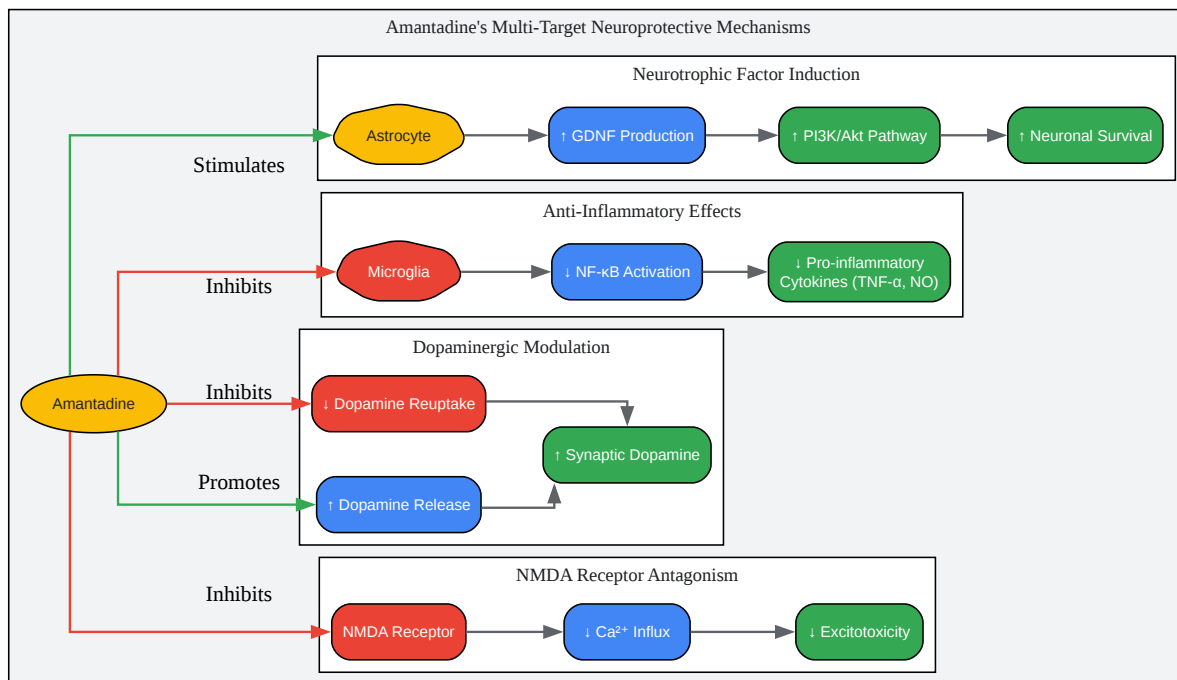 Amantadine's Multi-Target Neuroprotective Mechanisms
Neurotrophic Factor Induction
Astrocyte
↑ GDNF Production
↑ PI3K/Akt Pathway
↑ Neuronal Survival
Stimulates
Anti-Inflammatory Effects
Microglia
↓ NF-κB Activation
↓ Pro-inflammatory
Cytokines (TNF-α, NO)
Inhibits
Dopaminergic Modulation
Inhibits
↓ Dopamine Reuptake
Amantadine
↑ Synaptic Dopamine
Promotes
↑ Dopamine Release
NMDA Receptor Antagonism
Inhibits
NMDA Receptor
↓ Ca²⁺ Influx
↓ Excitotoxicity